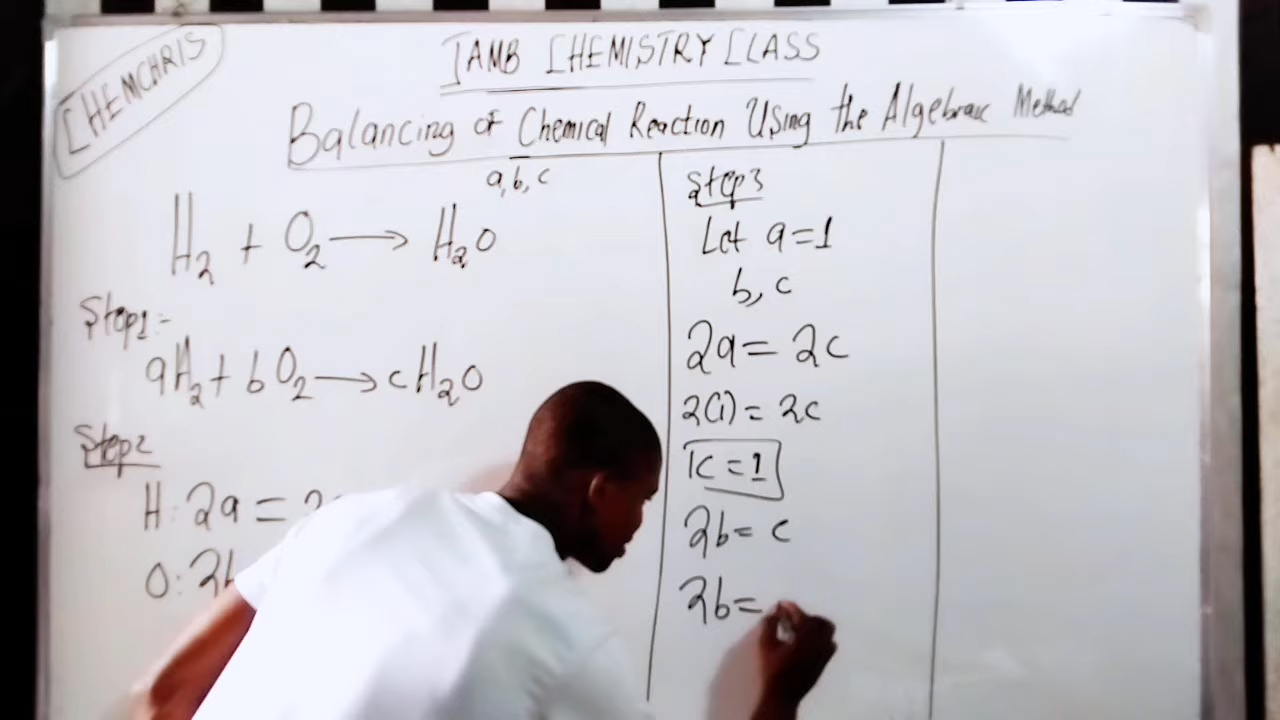 CHEMCHRIS
JAMB CHEMISTRY CLASS
Balancing of Chemical Reaction Using the Algebraic Method
a, b, c
H₂ + O₂ → H₂O
Step1:-
aH₂ + bO₂ → cH₂O
Step2
H: 2a = 2
O: 2b
Step3
Let a=1
b, c
2a = 2c
2(1) = 2c
c = 1
2b = c
2b =